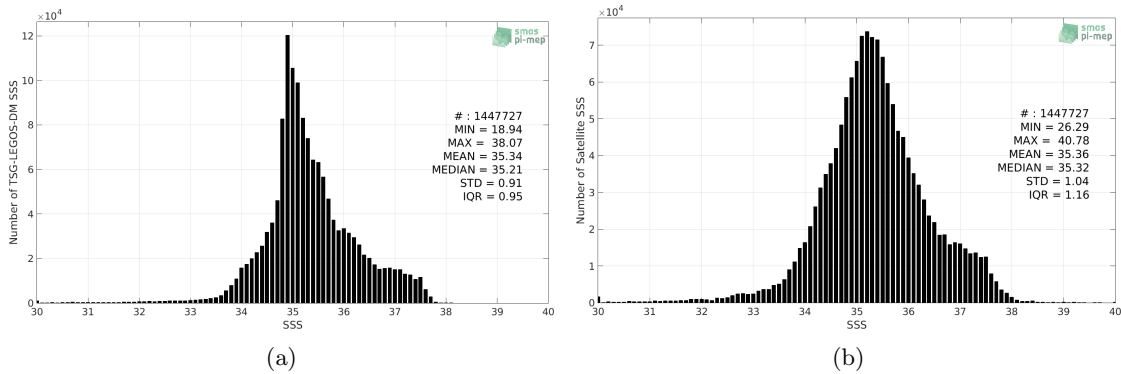 ×10⁴
12
10
8
6
4
2
0
30 31 32 33 34 35 36 37 38 39 40
SSS
Number of TSG-LEGOS-DM SSS
smos
pi-mep
# : 1447727
MIN = 18.94
MAX = 38.07
MEAN = 35.34
MEDIAN = 35.21
STD = 0.91
IQR = 0.95
(a)
×10⁴
7
6
5
4
3
2
1
0
30 31 32 33 34 35 36 37 38 39 40
SSS
Number of Satellite SSS
smos
pi-mep
# : 1447727
MIN = 26.29
MAX = 40.78
MEAN = 35.36
MEDIAN = 35.32
STD = 1.04
IQR = 1.16
(b)